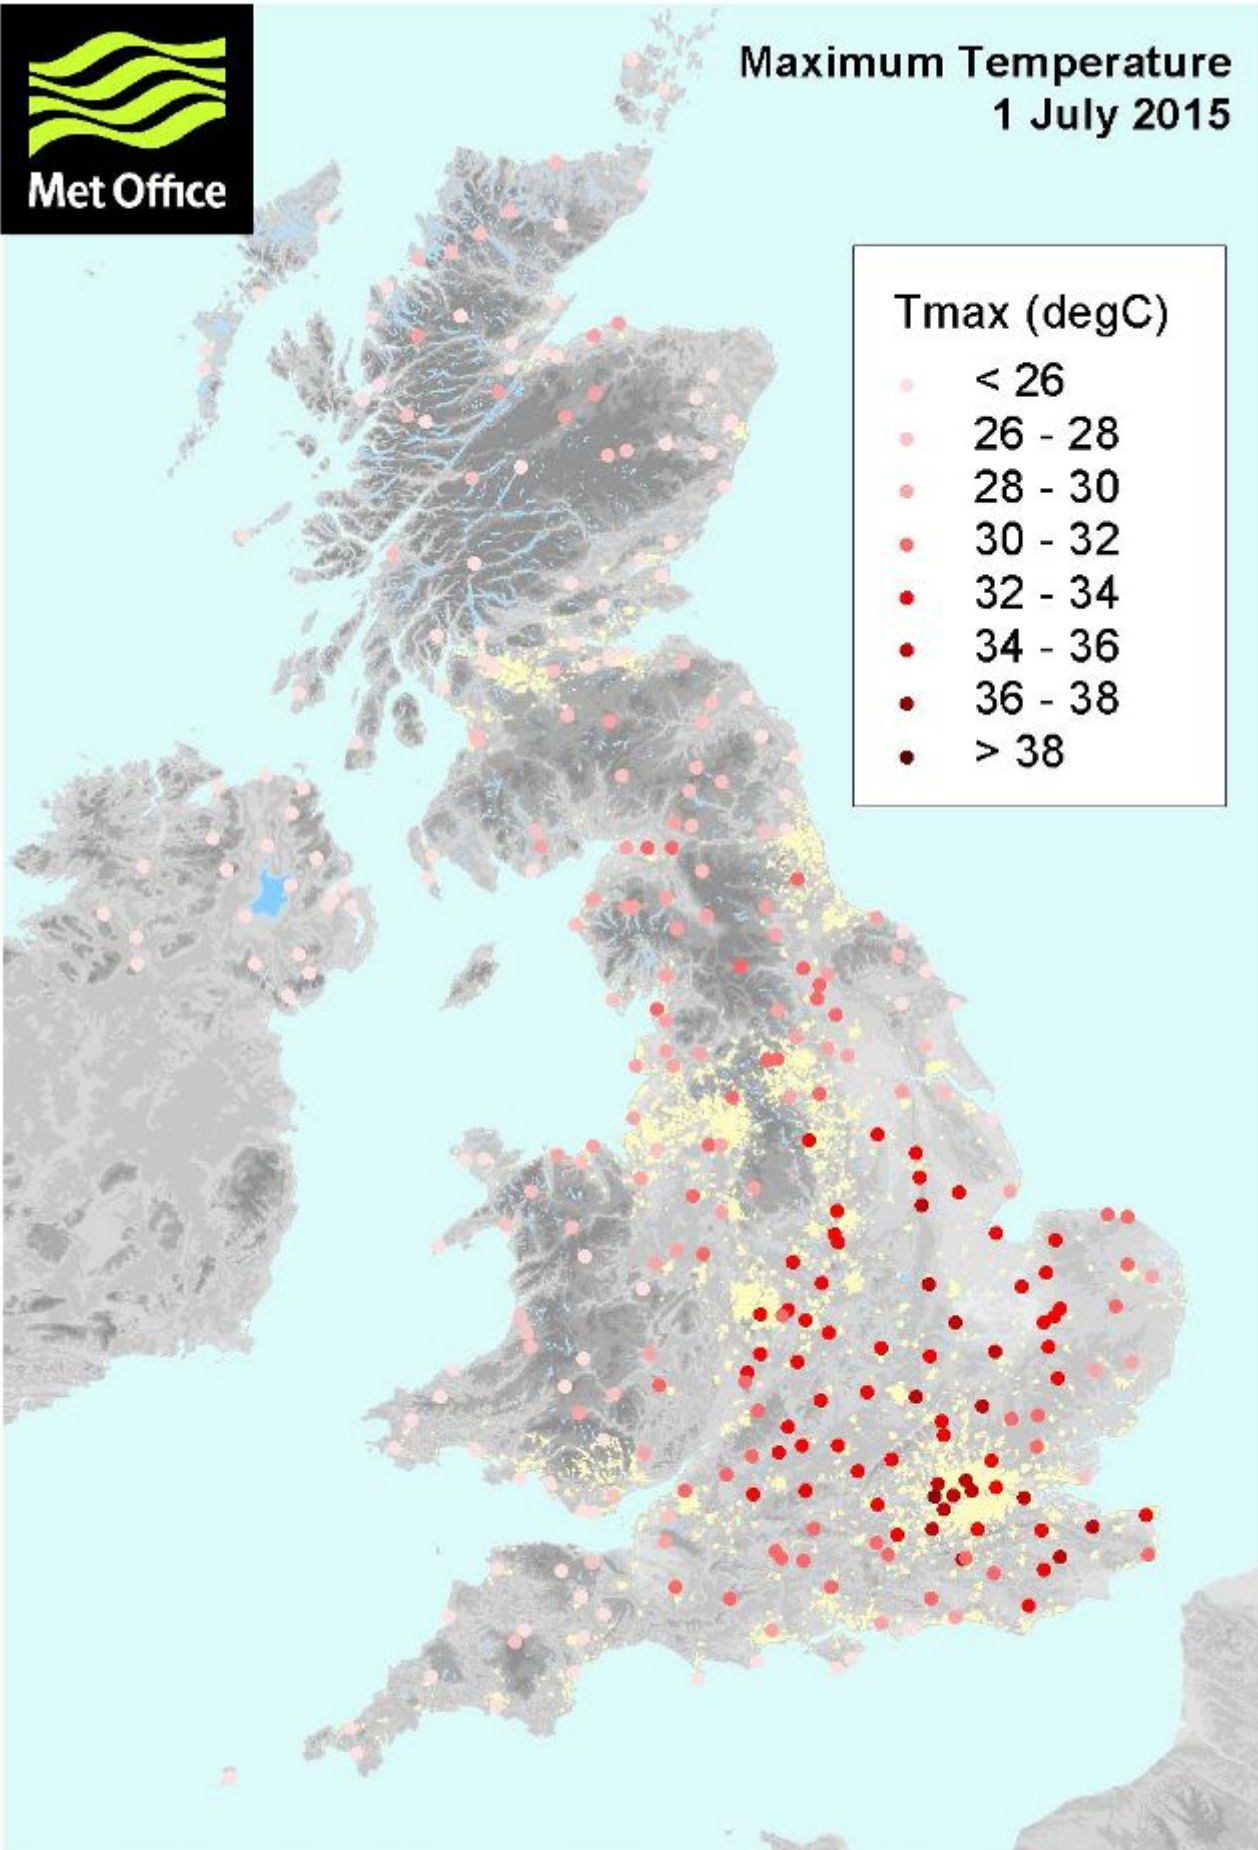 Met Office
Maximum Temperature
1 July 2015
Tmax (degC)
< 26
26 - 28
28 - 30
30 - 32
32 - 34
34 - 36
36 - 38
> 38